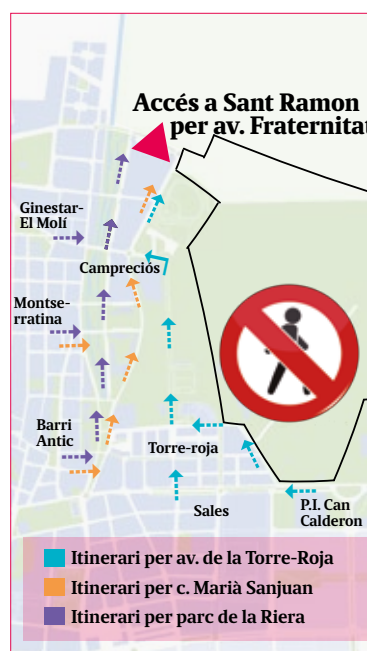 Accés a Sant Ramon
per av. Fraternitat
Ginestar-
El Molí
Campreciós
Montse-
rratina
Barri
Antic
Torre-roja
Sales
P.I. Can
Calderon
Itinerari per av. de la Torre-Roja
Itinerari per c. Marià Sanjuan
Itinerari per parc de la Riera